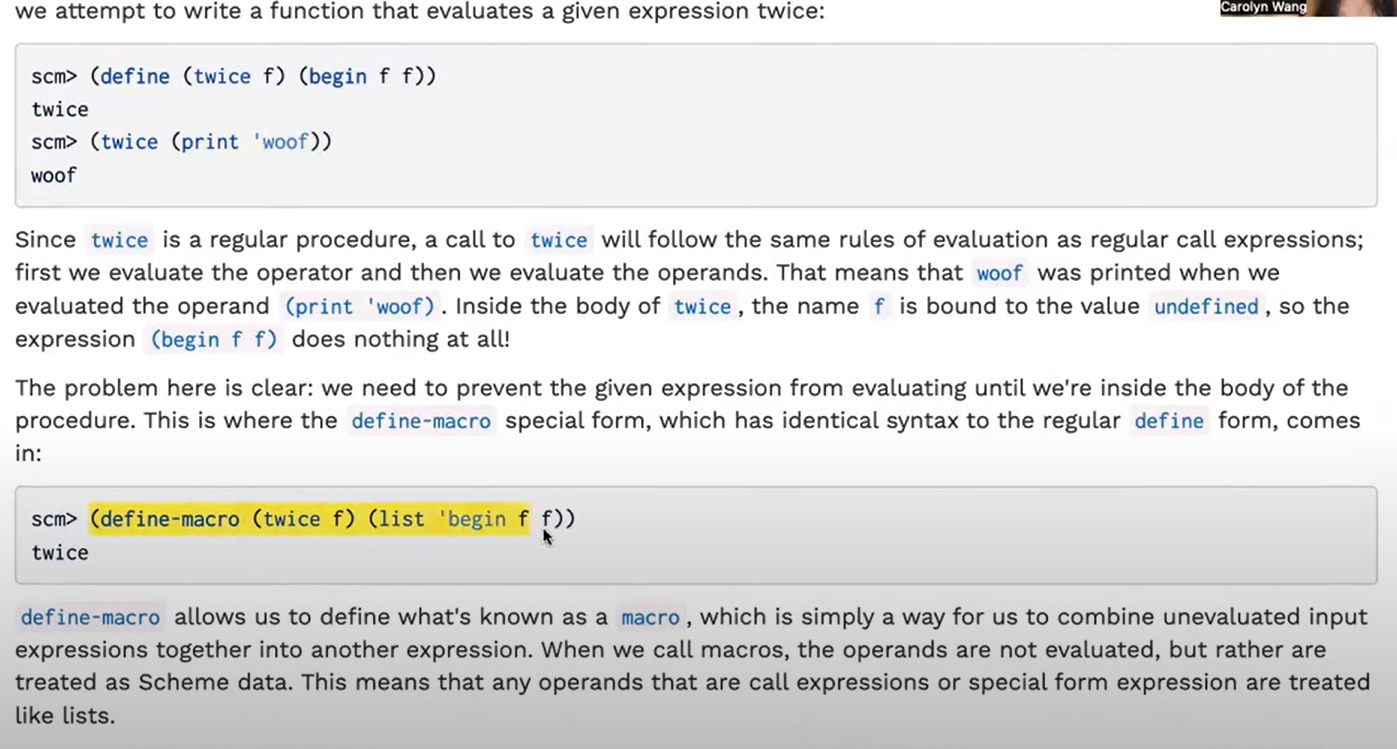 we attempt to write a function that evaluates a given expression twice:
Carolyn Wang
scm> (define (twice f) (begin f f))
twice
scm> (twice (print 'woof))
woof
Since twice is a regular procedure, a call to twice will follow the same rules of evaluation as regular call expressions;
first we evaluate the operator and then we evaluate the operands. That means that woof was printed when we
evaluated the operand (print 'woof). Inside the body of twice, the name f is bound to the value undefined, so the
expression (begin f f) does nothing at all!
The problem here is clear: we need to prevent the given expression from evaluating until we're inside the body of the
procedure. This is where the define-macro special form, which has identical syntax to the regular define form, comes
in:
scm> (define-macro (twice f) (list 'begin f f))
twice
define-macro allows us to define what's known as a macro, which is simply a way for us to combine unevaluated input
expressions together into another expression. When we call macros, the operands are not evaluated, but rather are
treated as Scheme data. This means that any operands that are call expressions or special form expression are treated
like lists.